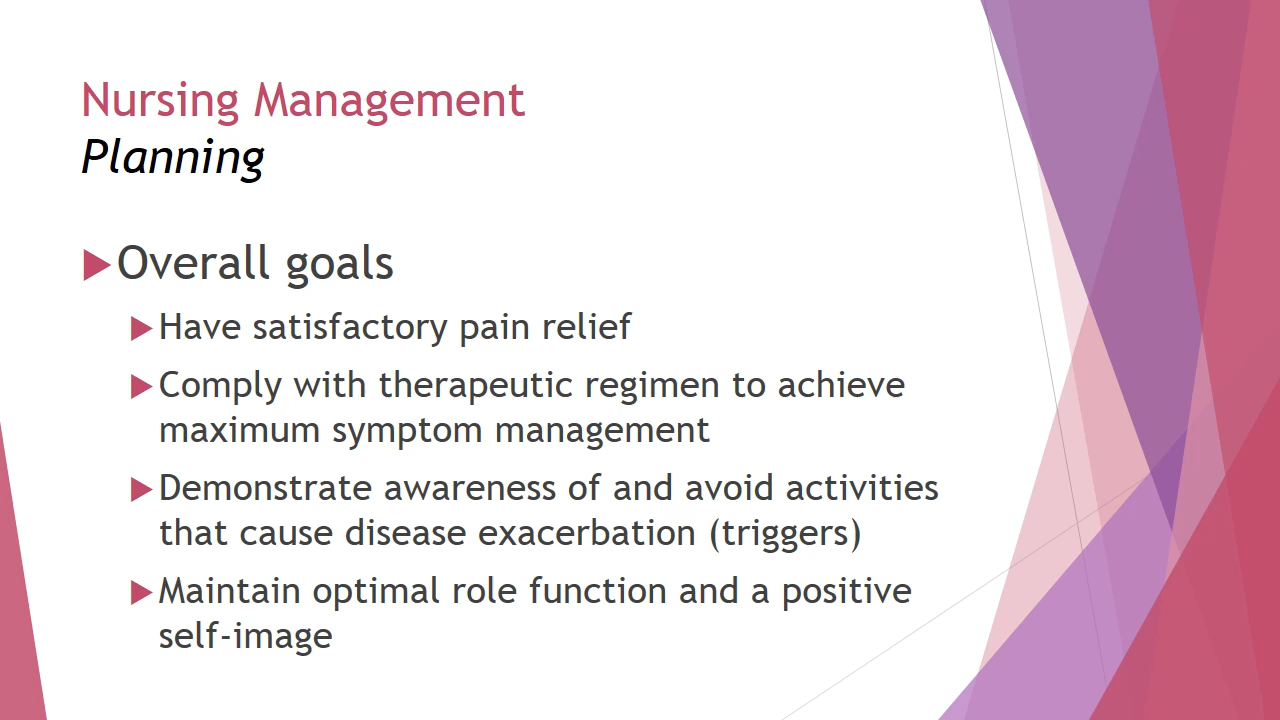 Nursing Management
Planning
Overall goals
Have satisfactory pain relief
Comply with therapeutic regimen to achieve
maximum symptom management
Demonstrate awareness of and avoid activities
that cause disease exacerbation (triggers)
Maintain optimal role function and a positive
self-image